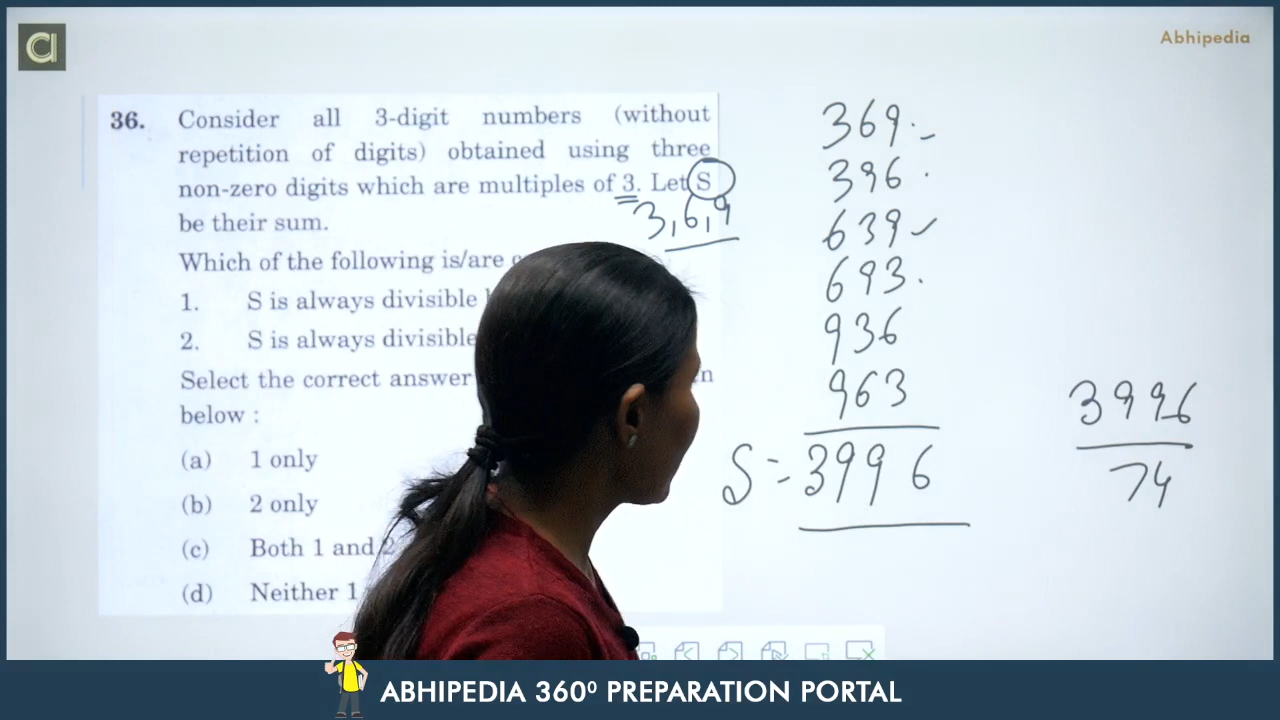 Abhipedia
36. Consider all 3-digit numbers (without
repetition of digits) obtained using three
non-zero digits which are multiples of 3. Let S
be their sum.
3,6,9
Which of the following is/are
1. S is always divisible
2. S is always divisible
Select the correct answer
below :
(a) 1 only
(b) 2 only
(c) Both 1 and 2
(d) Neither 1
369
396
639
693
936
963
S = 3996
3996
74
ABHIPEDIA 360⁰ PREPARATION PORTAL